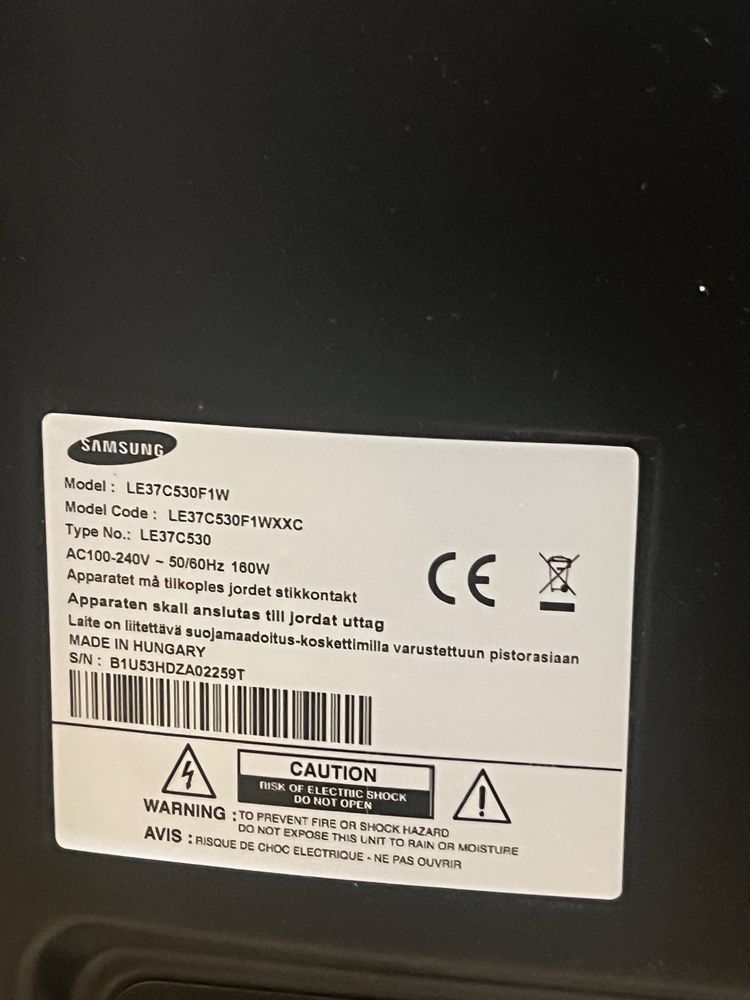 SAMSUNG
Model : LE37C530F1W
Model Code : LE37C530F1WXXC
Type No.: LE37C530
AC100-240V ~ 50/60Hz 160W
Apparatet må tilkoples jordet stikkontakt
Apparaten skall anslutas till jordat uttag
Laite on liitettävä suojamaadoitus-koskettimilla varustettuun pistorasiaan
MADE IN HUNGARY
S/N : B1U53HDZA02259T
CE
CAUTION
RISK OF ELECTRIC SHOCK
DO NOT OPEN
WARNING : TO PREVENT FIRE OR SHOCK HAZARD
DO NOT EXPOSE THIS UNIT TO RAIN OR MOISTURE
AVIS : RISQUE DE CHOC ELECTRIQUE - NE PAS OUVRIR